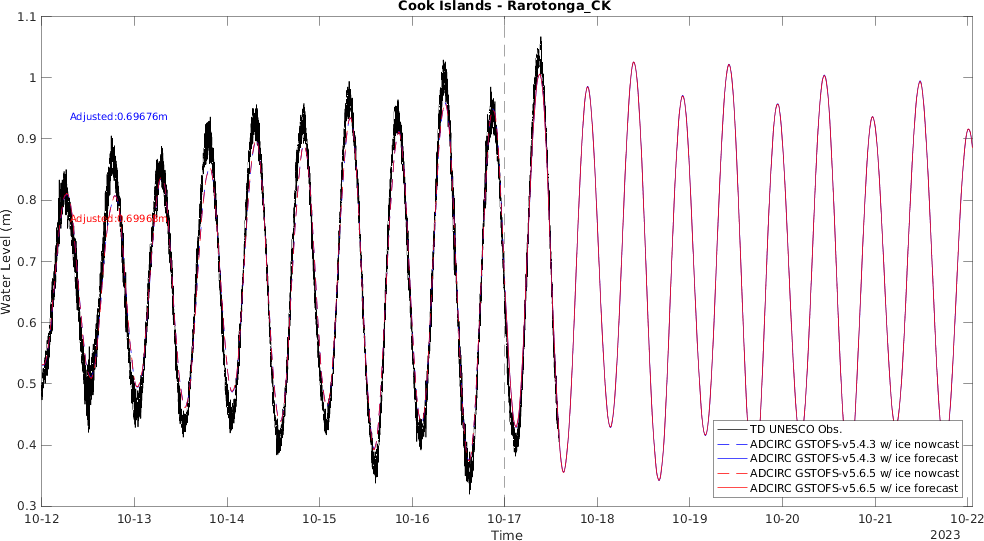 Cook Islands - Rarotonga_CK
1.1
1
0.9
0.8
0.7
0.6
0.5
0.4
0.3
Water Level (m)
Adjusted:0.69676m
Adjusted:0.69963m
TD UNESCO Obs.
ADCIRC GSTOFS-v5.4.3 w/ ice nowcast
ADCIRC GSTOFS-v5.4.3 w/ ice forecast
ADCIRC GSTOFS-v5.6.5 w/ ice nowcast
ADCIRC GSTOFS-v5.6.5 w/ ice forecast
10-12 10-13 10-14 10-15 10-16 10-17 10-18 10-19 10-20 10-21 10-22
Time
2023